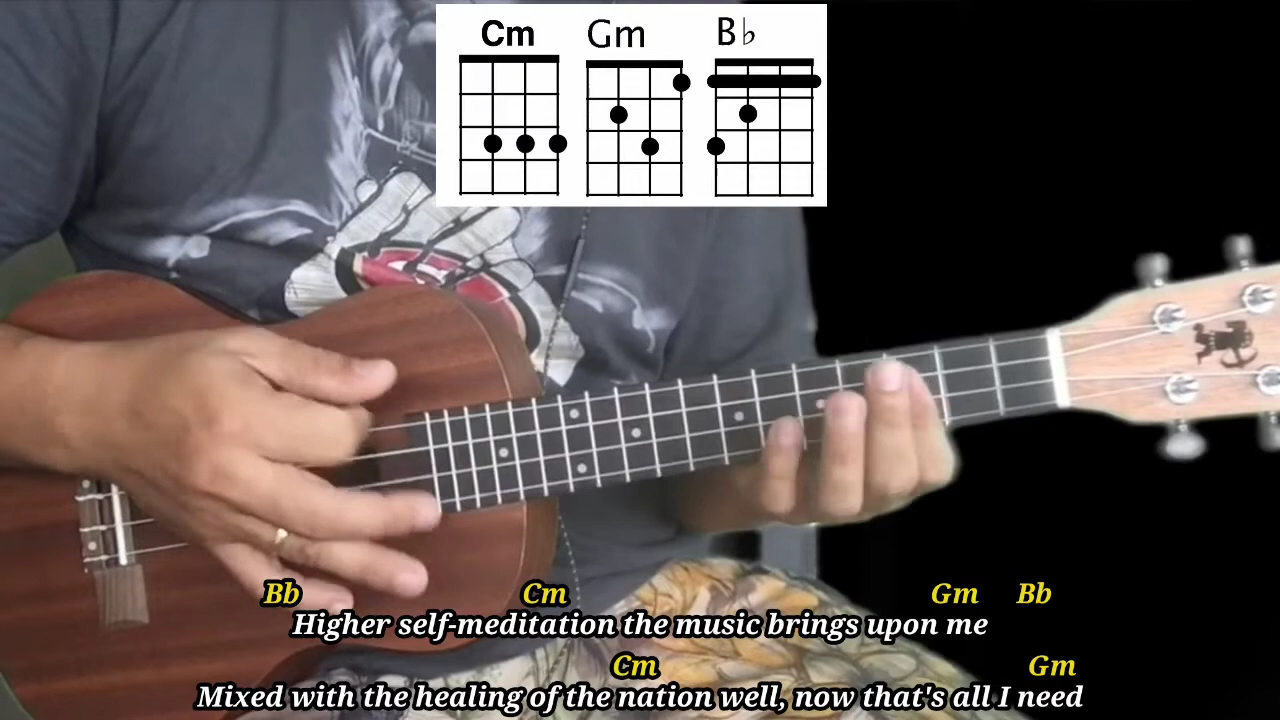 Cm Gm B♭
Bb Cm Gm Bb
Higher self-meditation the music brings upon me
Cm Gm
Mixed with the healing of the nation well, now that's all I need